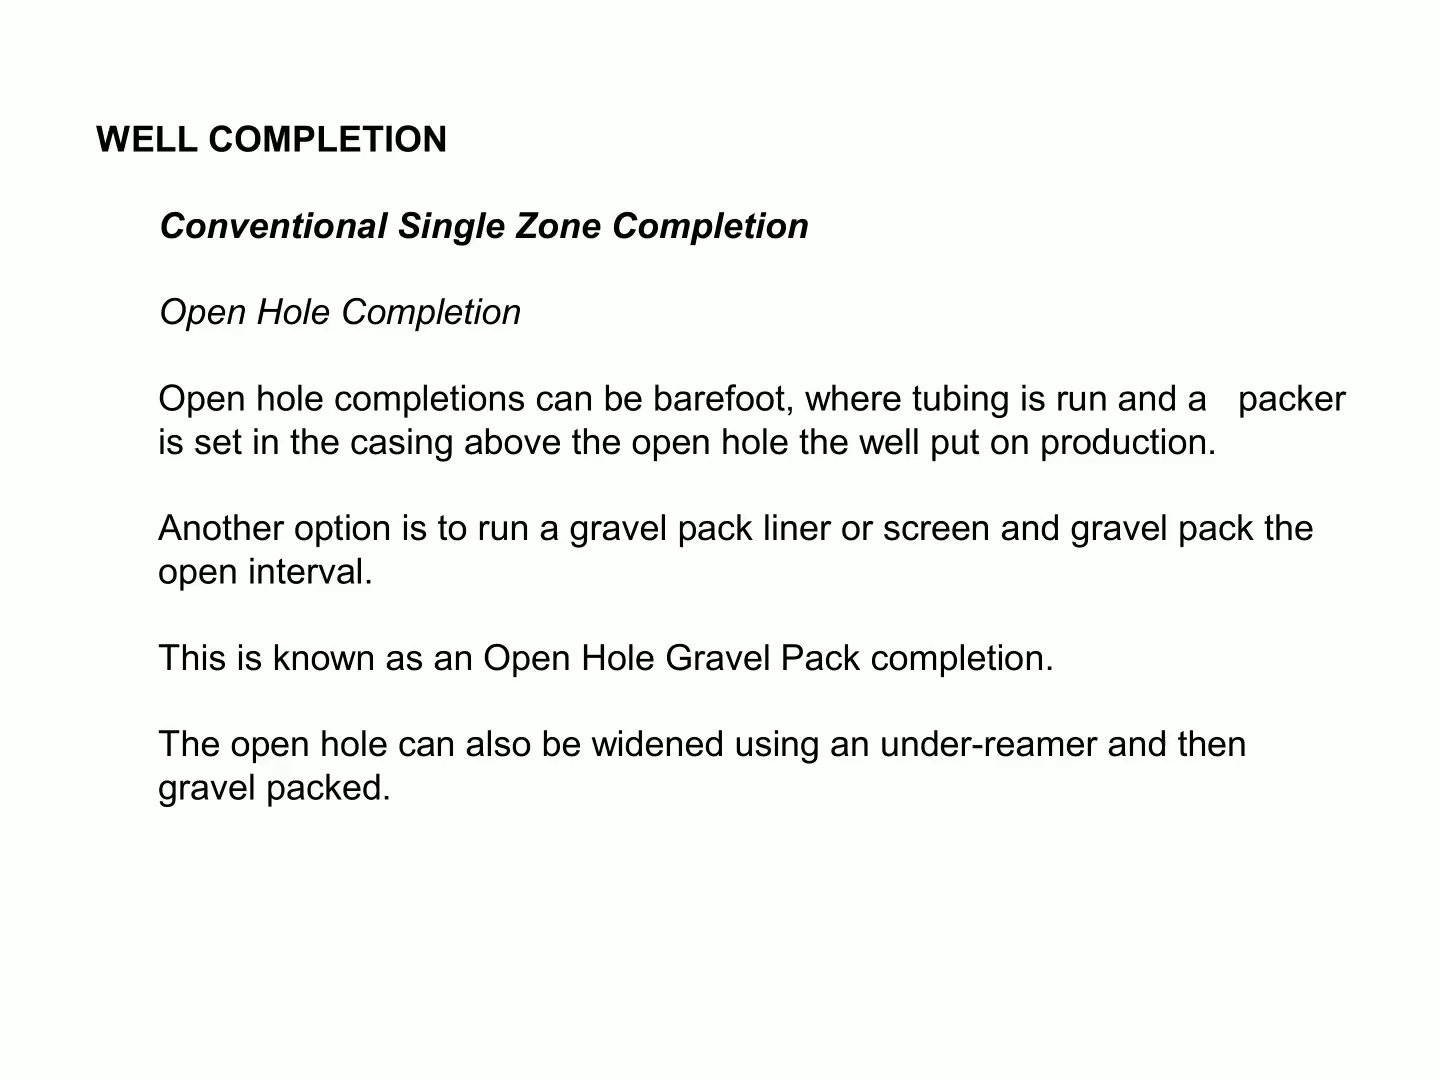 WELL COMPLETION
Conventional Single Zone Completion
Open Hole Completion
Open hole completions can be barefoot, where tubing is run and a   packer
is set in the casing above the open hole the well put on production.
Another option is to run a gravel pack liner or screen and gravel pack the
open interval.
This is known as an Open Hole Gravel Pack completion.
The open hole can also be widened using an under-reamer and then
gravel packed.